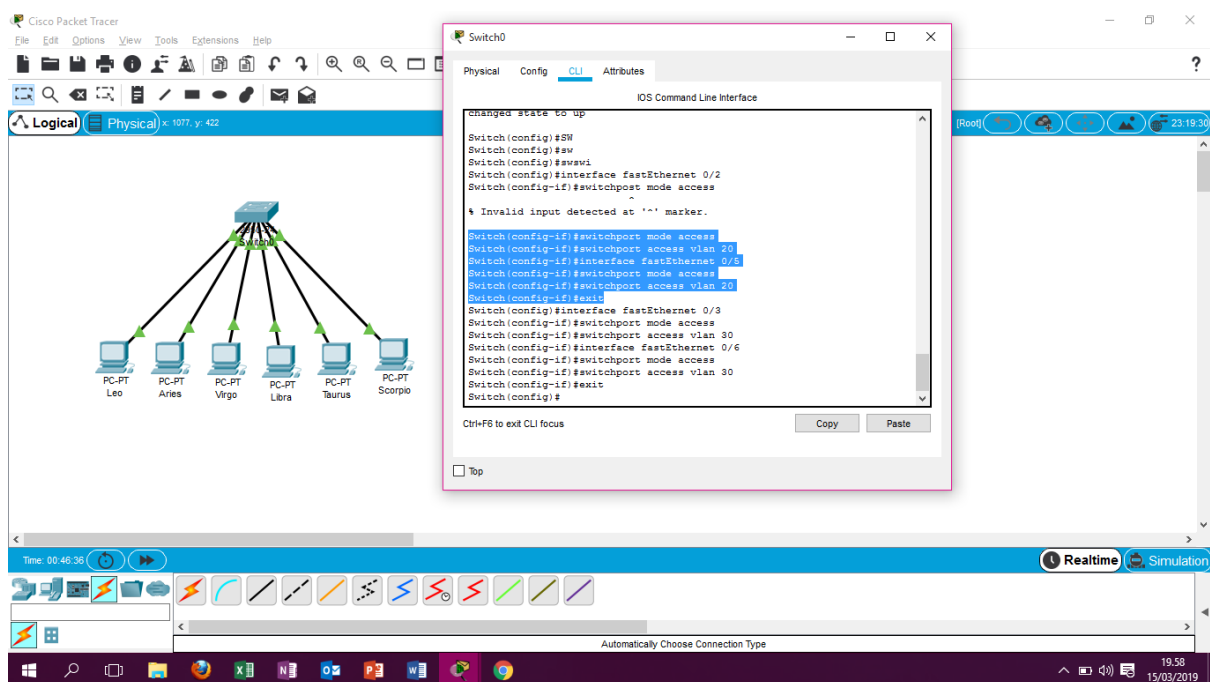 Cisco Packet Tracer
File Edit Options View Tools Extensions Help
Logical
Physical
x: 1077, y: 422
[Root]
23:19:30
Switch0
PC-PT
Leo
PC-PT
Aries
PC-PT
Virgo
PC-PT
Libra
PC-PT
Taurus
PC-PT
Scorpio
Switch0
Physical Config CLI Attributes
IOS Command Line Interface
changed state to up
Switch(config)#SW
Switch(config)#sw
Switch(config)#swswi
Switch(config)#interface fastEthernet 0/2
Switch(config-if)#switchpost mode access
^
% Invalid input detected at '^' marker.
Switch(config-if)#switchport mode access
Switch(config-if)#switchport access vlan 20
Switch(config-if)#interface fastEthernet 0/5
Switch(config-if)#switchport mode access
Switch(config-if)#switchport access vlan 20
Switch(config-if)#exit
Switch(config)#interface fastEthernet 0/3
Switch(config-if)#switchport mode access
Switch(config-if)#switchport access vlan 30
Switch(config-if)#interface fastEthernet 0/6
Switch(config-if)#switchport mode access
Switch(config-if)#switchport access vlan 30
Switch(config-if)#exit
Switch(config)#
Ctrl+F6 to exit CLI focus
Copy
Paste
Top
Time: 00:46:36
Realtime
Simulation
Automatically Choose Connection Type
19.58
15/03/2019